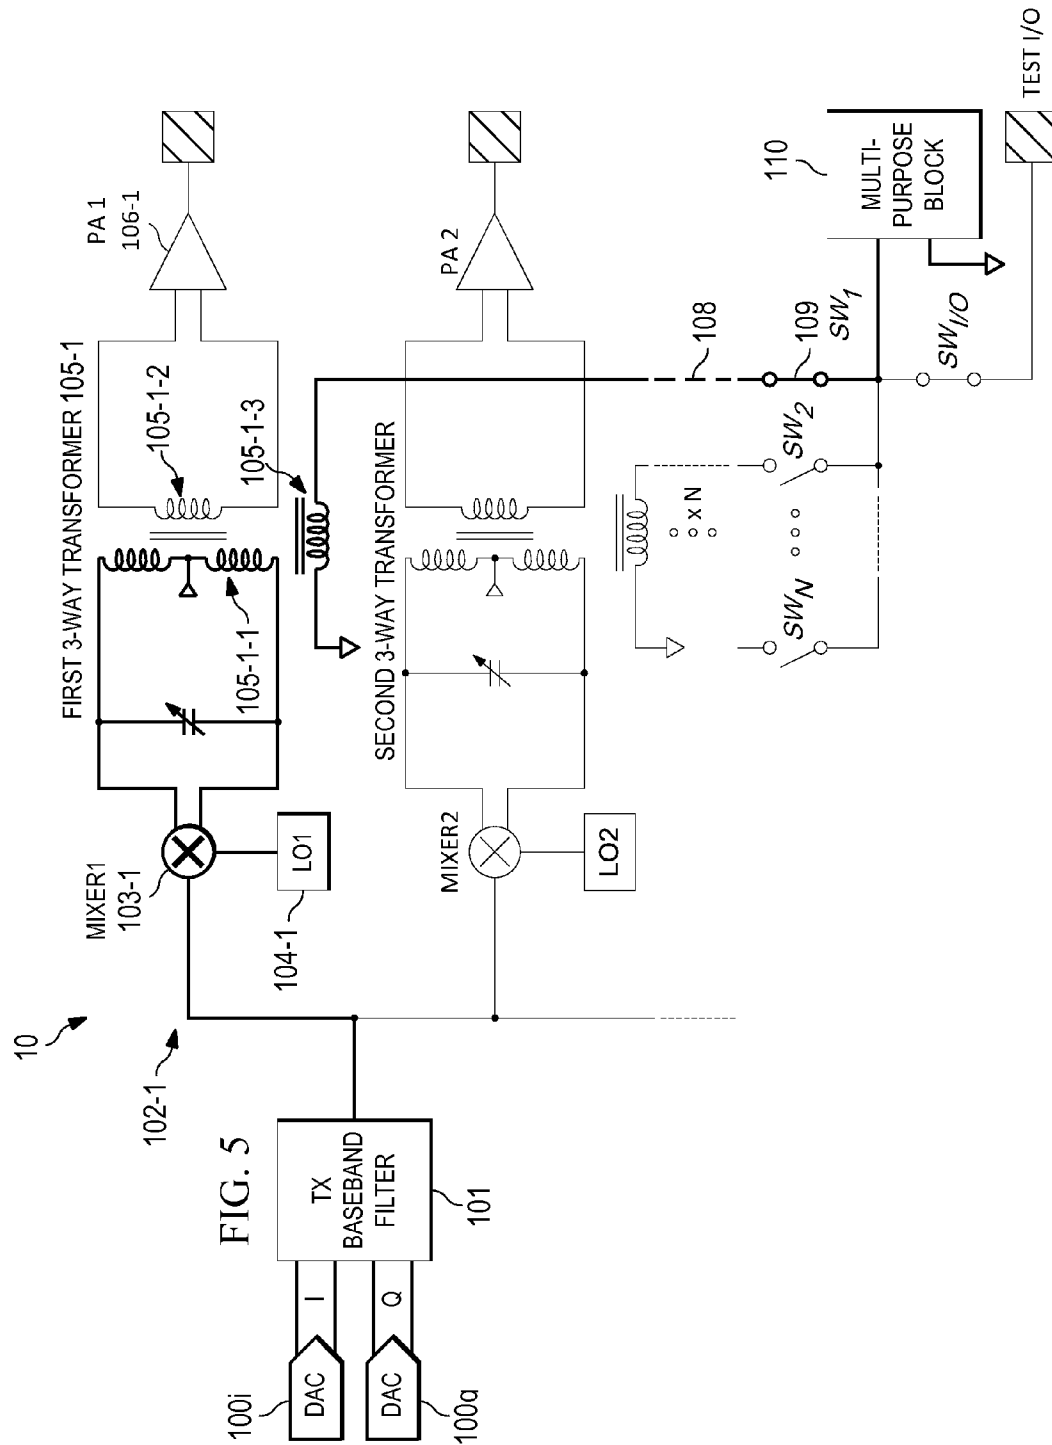 FIG. 5
10
102-1
100i
DAC
I
100q
DAC
Q
TX
BASEBAND
FILTER
101
MIXER1
103-1
LO1
104-1
FIRST 3-WAY TRANSFORMER 105-1
105-1-1
105-1-2
105-1-3
PA 1
106-1
MIXER2
LO2
SECOND 3-WAY TRANSFORMER
PA 2
x N
108
109
SW1
SW2
SWN
SWI/O
110
MULTI-
PURPOSE
BLOCK
TEST I/O